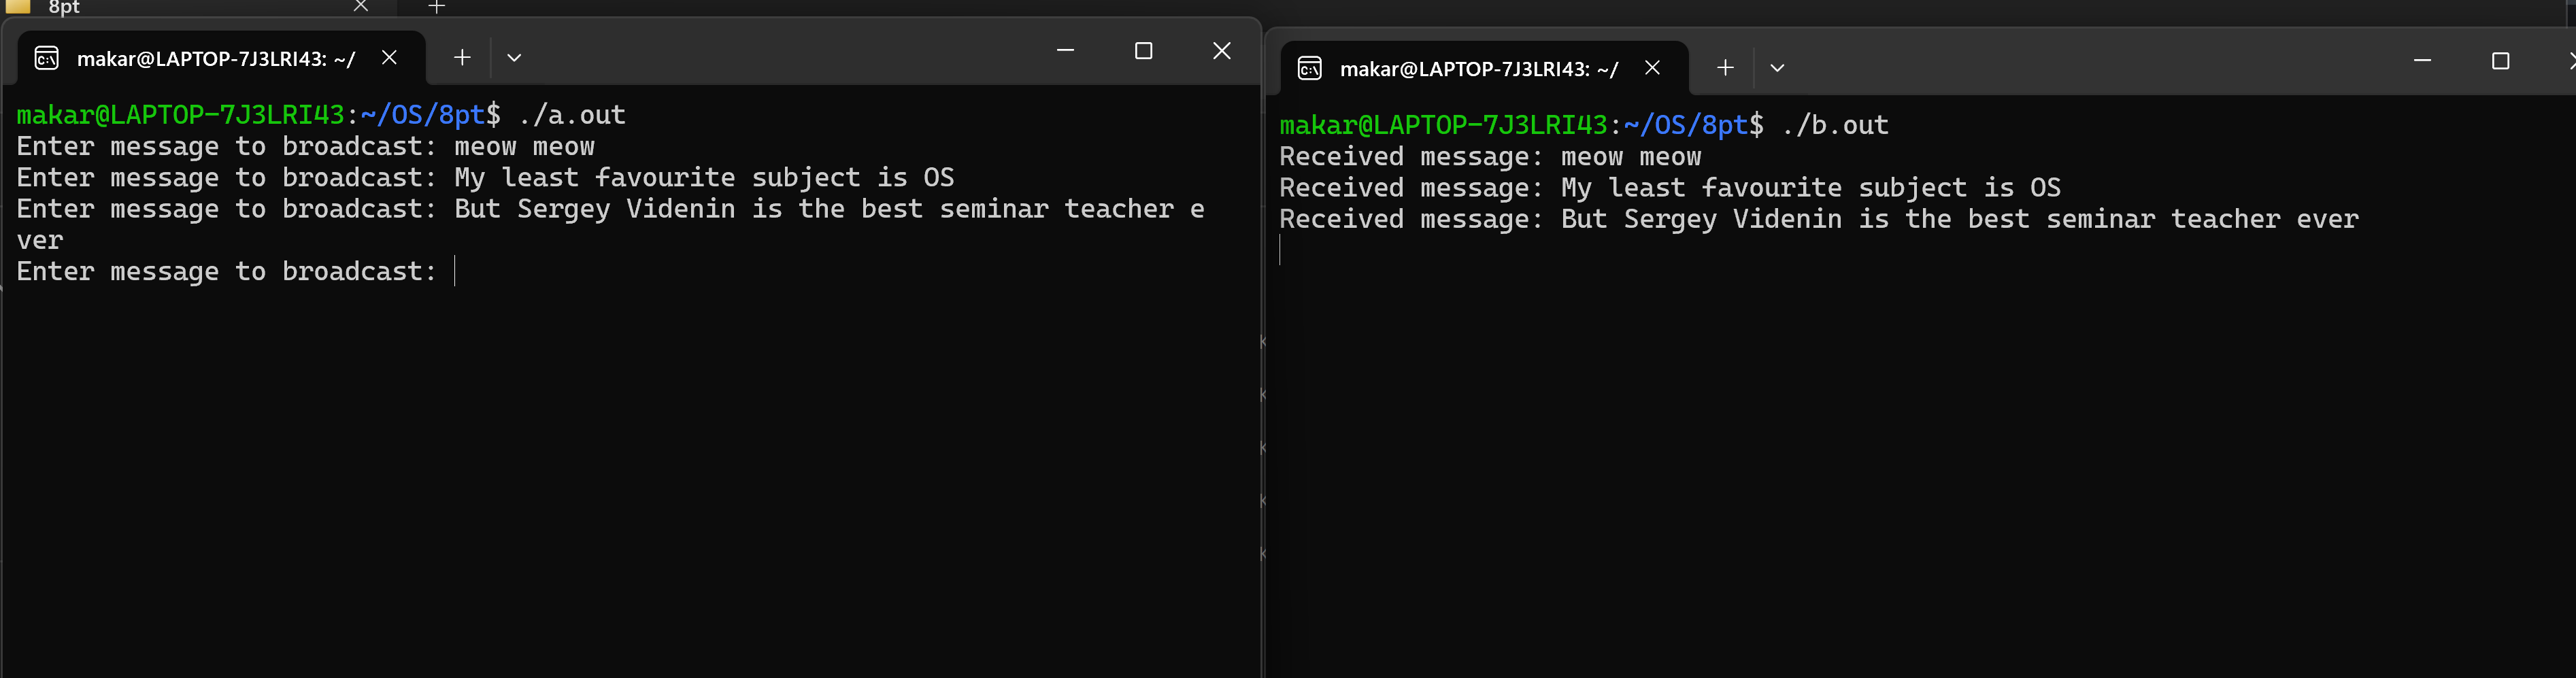 8pt
makar@LAPTOP-7J3LRI43: ~/
makar@LAPTOP-7J3LRI43:~/OS/8pt$ ./a.out
Enter message to broadcast: meow meow
Enter message to broadcast: My least favourite subject is OS
Enter message to broadcast: But Sergey Videnin is the best seminar teacher e
ver
Enter message to broadcast:
makar@LAPTOP-7J3LRI43: ~/
makar@LAPTOP-7J3LRI43:~/OS/8pt$ ./b.out
Received message: meow meow
Received message: My least favourite subject is OS
Received message: But Sergey Videnin is the best seminar teacher ever